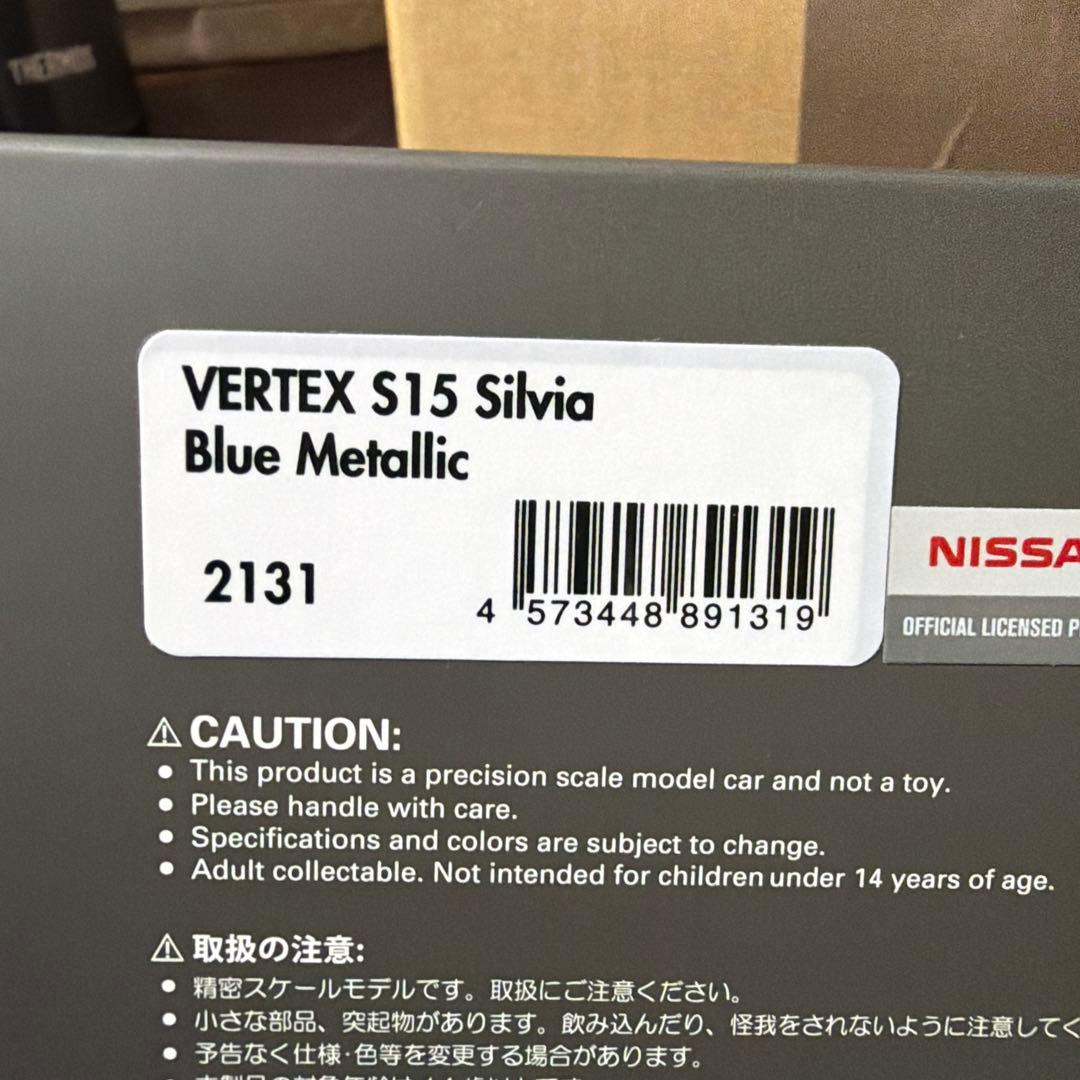 THERMOS
VERTEX S15 Silvia
Blue Metallic
2131
4 573448 891319
NISSA
OFFICIAL LICENSED P
⚠ CAUTION:
• This product is a precision scale model car and not a toy.
• Please handle with care.
• Specifications and colors are subject to change.
• Adult collectable. Not intended for children under 14 years of age.
⚠ 取扱の注意:
• 精密スケールモデルです。取扱にご注意ください。
• 小さな部品、突起物があります。飲み込んだり、怪我をされないように注意してく
• 予告なく仕様・色等を変更する場合があります。